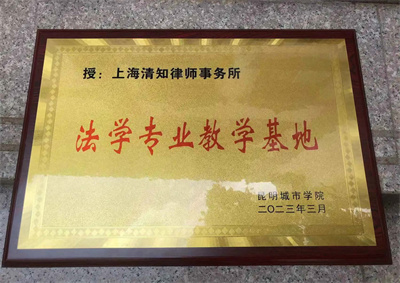 授：上海清知律师事务所
法学专业教学基地
昆明城市学院
二〇二三年三月